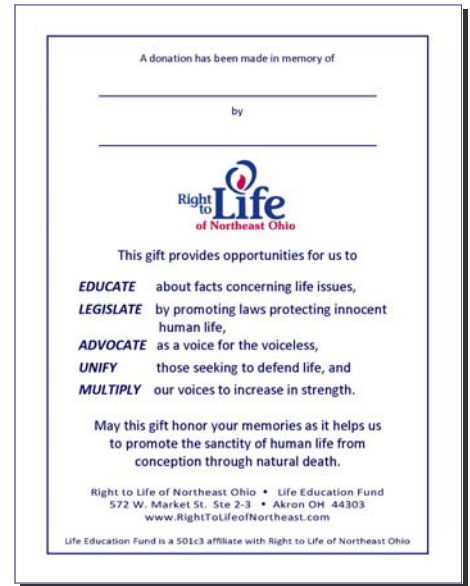 A donation has been made in memory of
by
Right
to Life
of Northeast Ohio
This gift provides opportunities for us to
EDUCATE about facts concerning life issues,
LEGISLATE by promoting laws protecting innocent
human life,
ADVOCATE as a voice for the voiceless,
UNIFY those seeking to defend life, and
MULTIPLY our voices to increase in strength.
May this gift honor your memories as it helps us
to promote the sanctity of human life from
conception through natural death.
Right to Life of Northeast Ohio • Life Education Fund
572 W. Market St. Ste 2-3 • Akron OH 44303
www.RightToLifeofNortheast.com
Life Education Fund is a 501c3 affiliate with Right to Life of Northeast Ohio